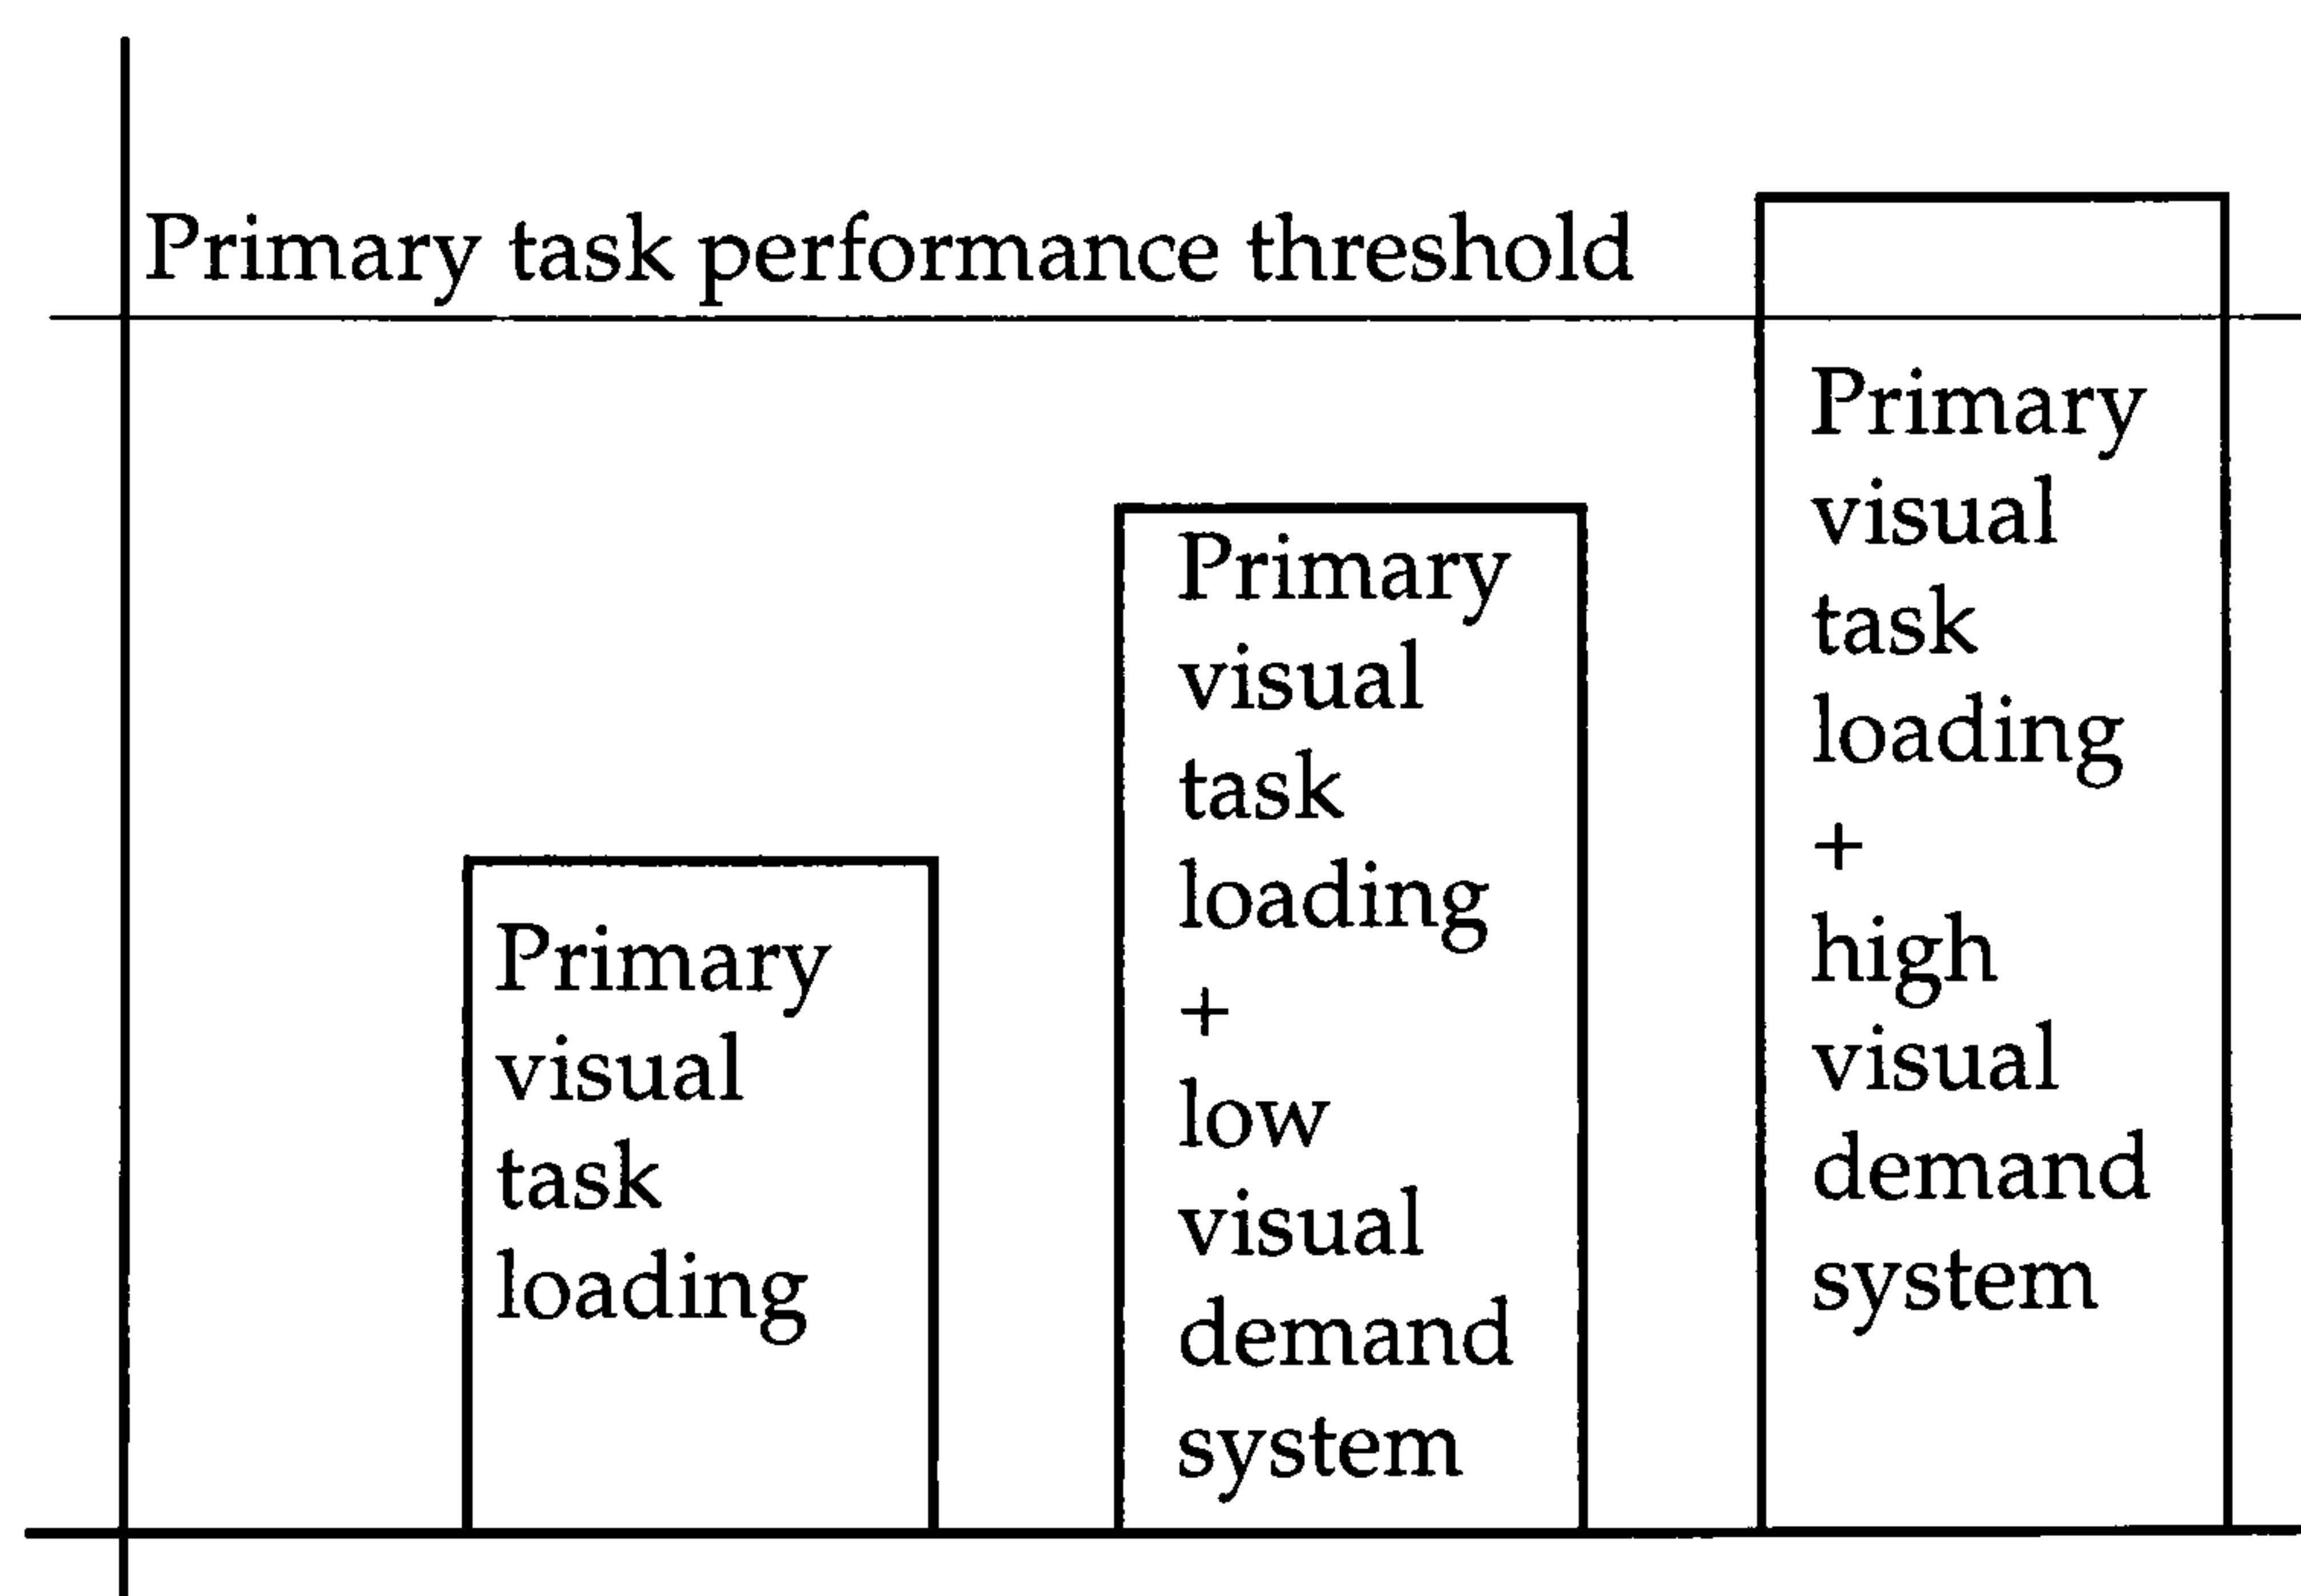 Primary task performance threshold
Primary
visual
task
loading
Primary
visual
task
loading
+
low
visual
demand
system
Primary
visual
task
loading
+
high
visual
demand
system